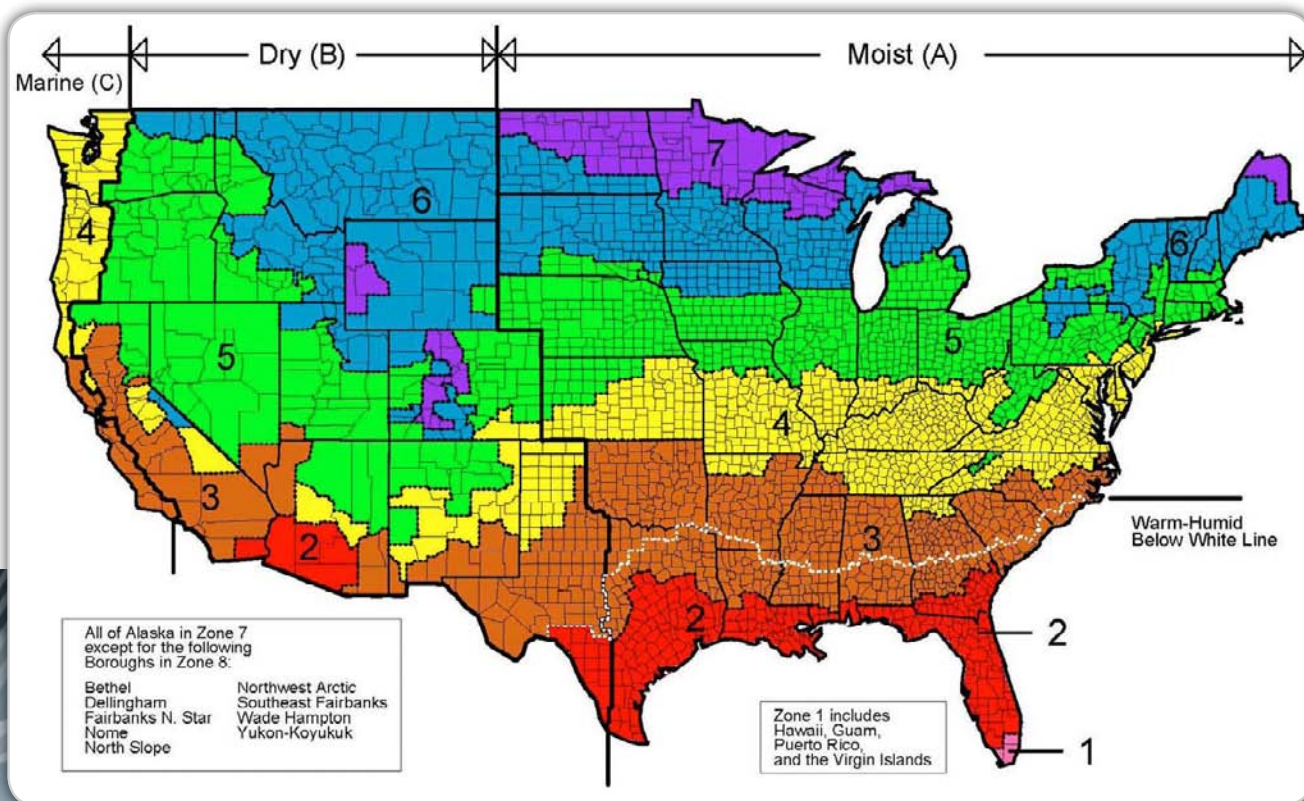 Marine (C)
Dry (B)
Moist (A)
7
6
6
4
5
5
4
3
3
2
2
2
1
Warm-Humid
Below White Line
All of Alaska in Zone 7
except for the following
Boroughs in Zone 8:
Bethel
Dellingham
Fairbanks N. Star
Nome
North Slope
Northwest Arctic
Southeast Fairbanks
Wade Hampton
Yukon-Koyukuk
Zone 1 includes
Hawaii, Guam,
Puerto Rico,
and the Virgin Islands